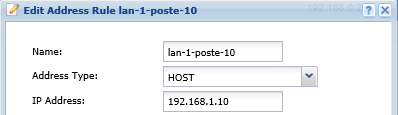 Edit Address Rule lan-1-poste-10
Name: lan-1-poste-10
Address Type: HOST
IP Address: 192.168.1.10